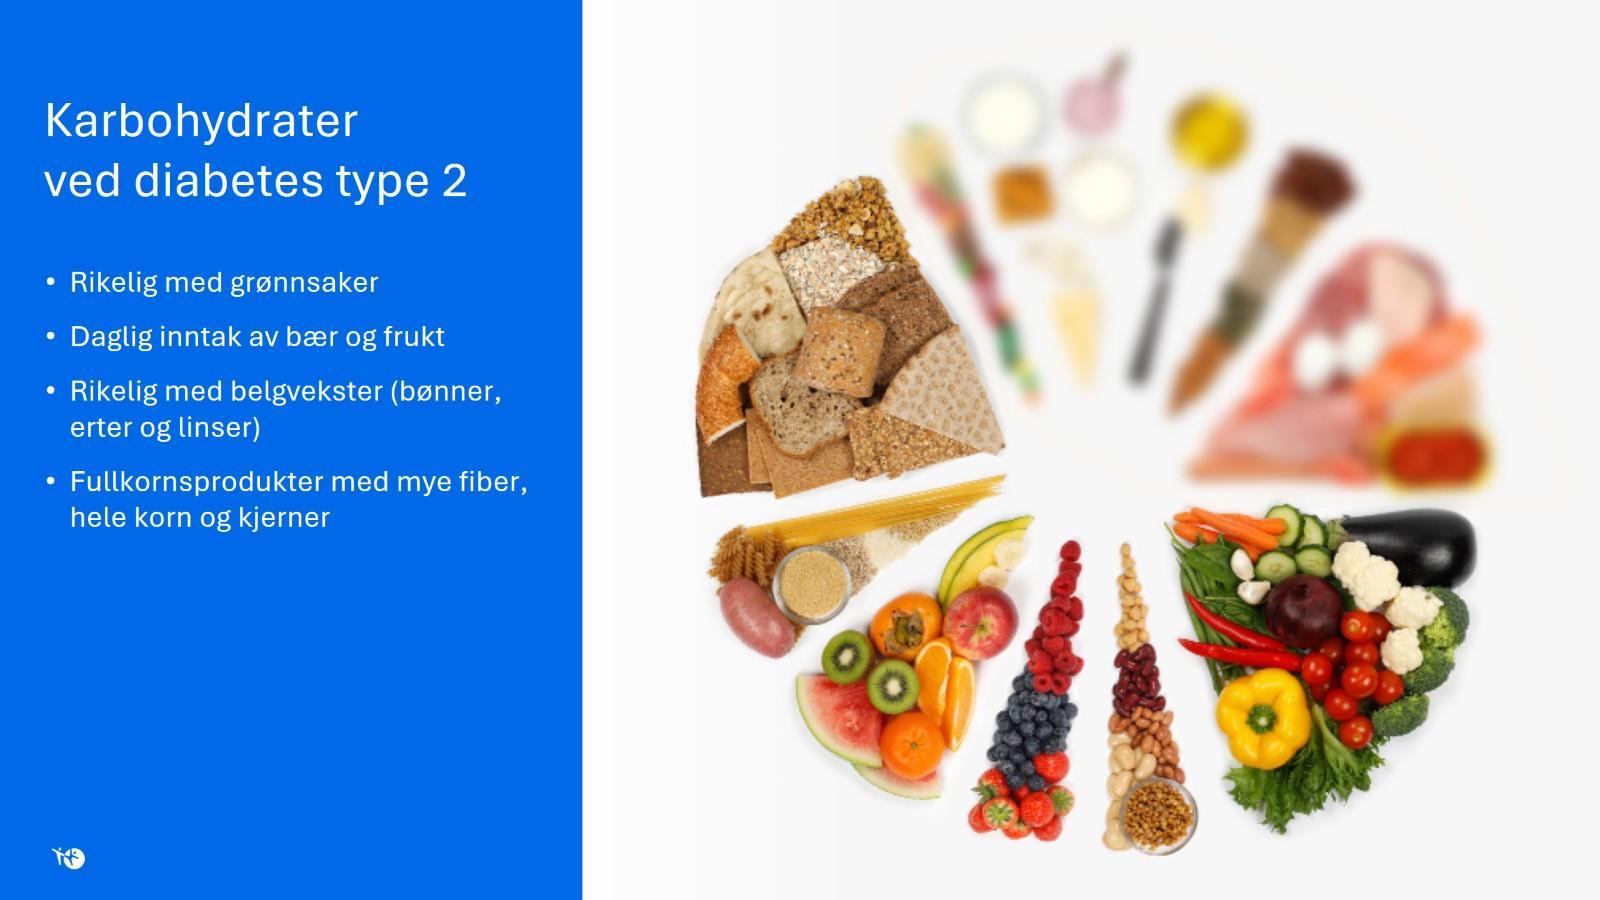 Karbohydrater
ved diabetes type 2
• Rikelig med grønnsaker
• Daglig inntak av bær og frukt
• Rikelig med belgvekster (bønner,
erter og linser)
• Fullkornsprodukter med mye fiber,
hele korn og kjerner